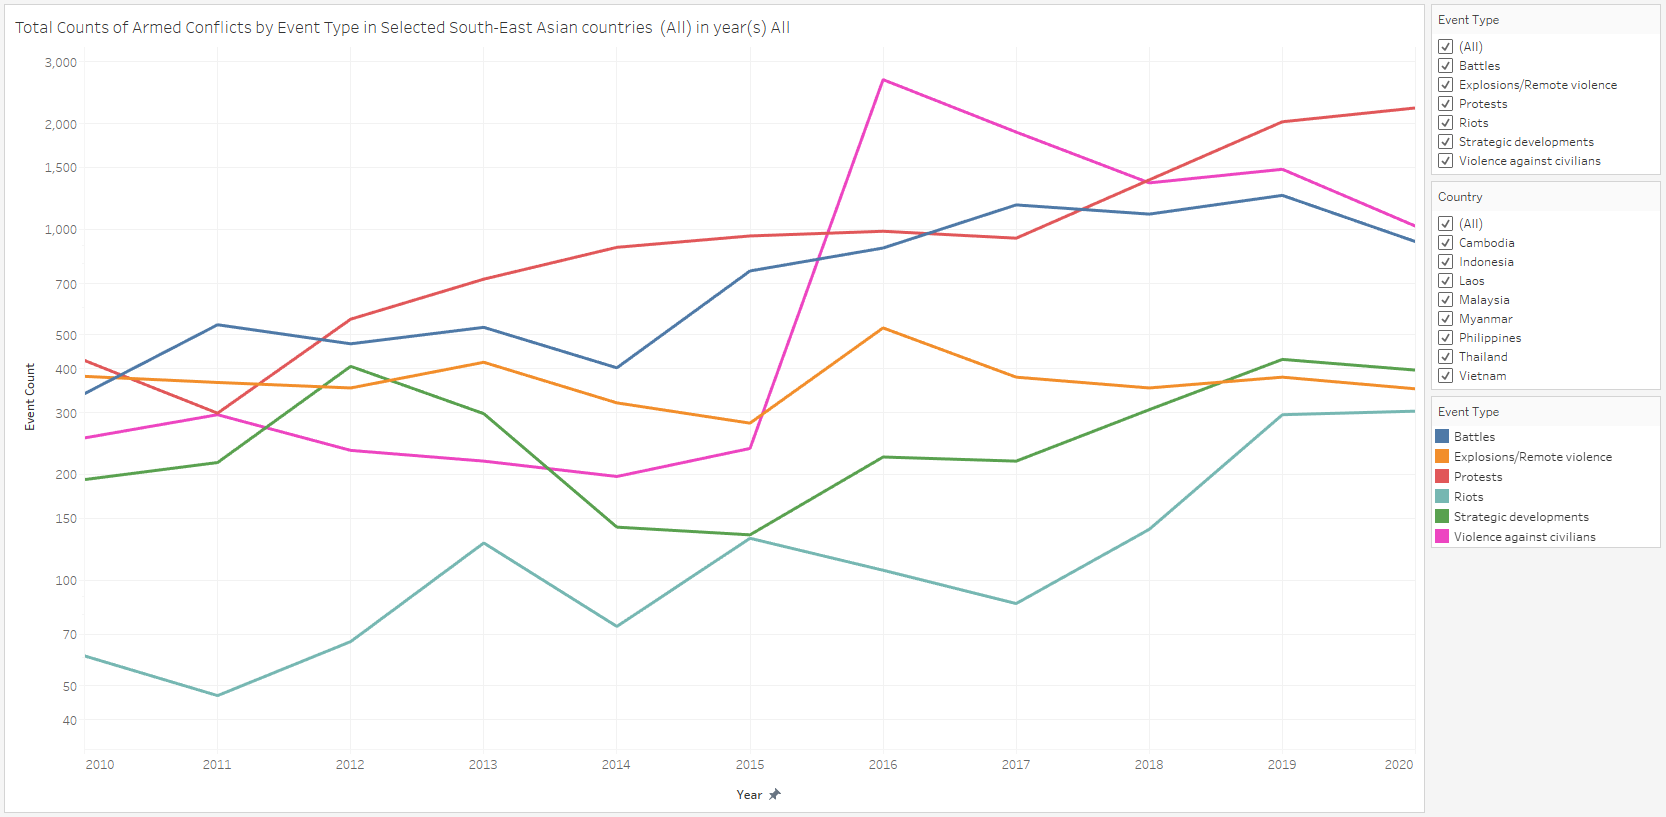 Total Counts of Armed Conflicts by Event Type in Selected South-East Asian countries  (All) in year(s) All
3,000
2,000
1,500
1,000
700
500
400
300
200
150
100
70
50
40
Event Count
2010 2011 2012 2013 2014 2015 2016 2017 2018 2019 2020
Year
Event Type
(All)
Battles
Explosions/Remote violence
Protests
Riots
Strategic developments
Violence against civilians
Country
(All)
Cambodia
Indonesia
Laos
Malaysia
Myanmar
Philippines
Thailand
Vietnam
Event Type
Battles
Explosions/Remote violence
Protests
Riots
Strategic developments
Violence against civilians